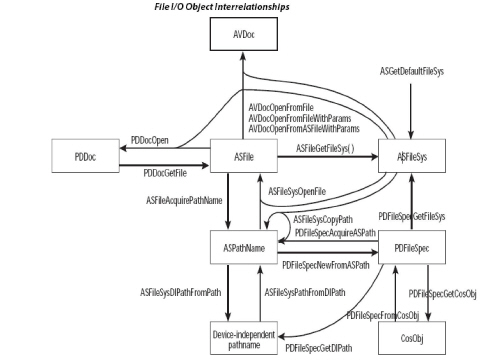 File I/O Object Interrelationships
AVDoc
ASGetDefaultFileSys
AVDocOpenFromFile
AVDocOpenFromFileWithParams
AVDocOpenFromASFileWithParams
PDDocOpen
PDDoc
ASFile
ASFileGetFileSys( )
ASFileSys
PDDocGetFile
ASFileSysOpenFile
ASFileAcquirePathName
ASFileSysCopyPath
PDFileSpecGetFileSys
PDFileSpecAcquireASPath
ASPathName
PDFileSpec
PDFileSpecNewFromASPath
ASFileSysDIPathFromPath
ASFileSysPathFromDIPath
PDFileSpecGetCosObj
PDFileSpecFromCosObj
Device-independent
pathname
CosObj
PDFileSpecGetDIPath